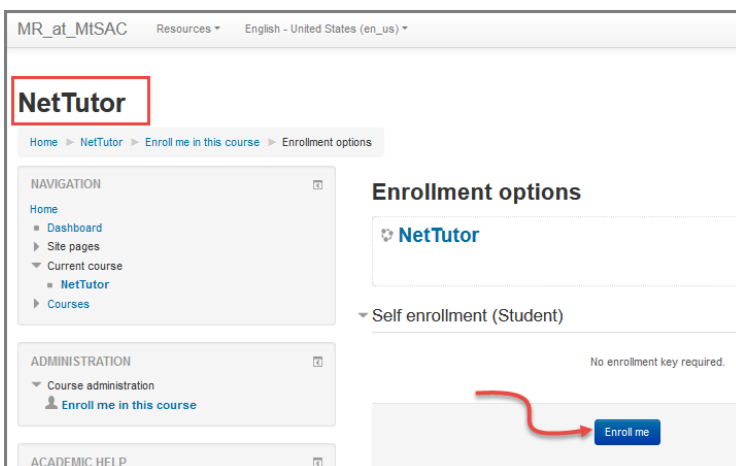 MR_at_MtSAC Resources English - United States (en_us)
NetTutor
Home NetTutor Enroll me in this course Enrollment options
NAVIGATION
Home
Dashboard
Site pages
Current course
NetTutor
Courses
ADMINISTRATION
Course administration
Enroll me in this course
ACADEMIC HELP
Enrollment options
NetTutor
Self enrollment (Student)
No enrollment key required.
Enroll me